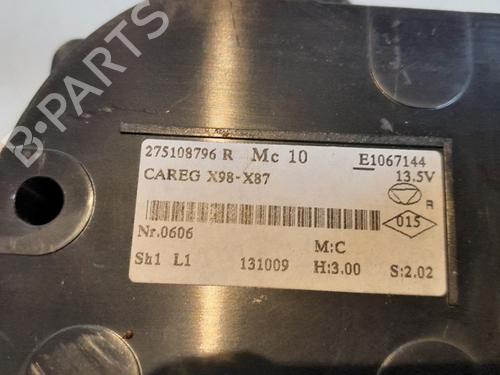 B-PARTS
275108796 R Mc 10 E1067144
CAREG X98-X87 13.5V
R
015
Nr.0606
M:C
Sh1 L1 131009 H:3.00 S:2.02